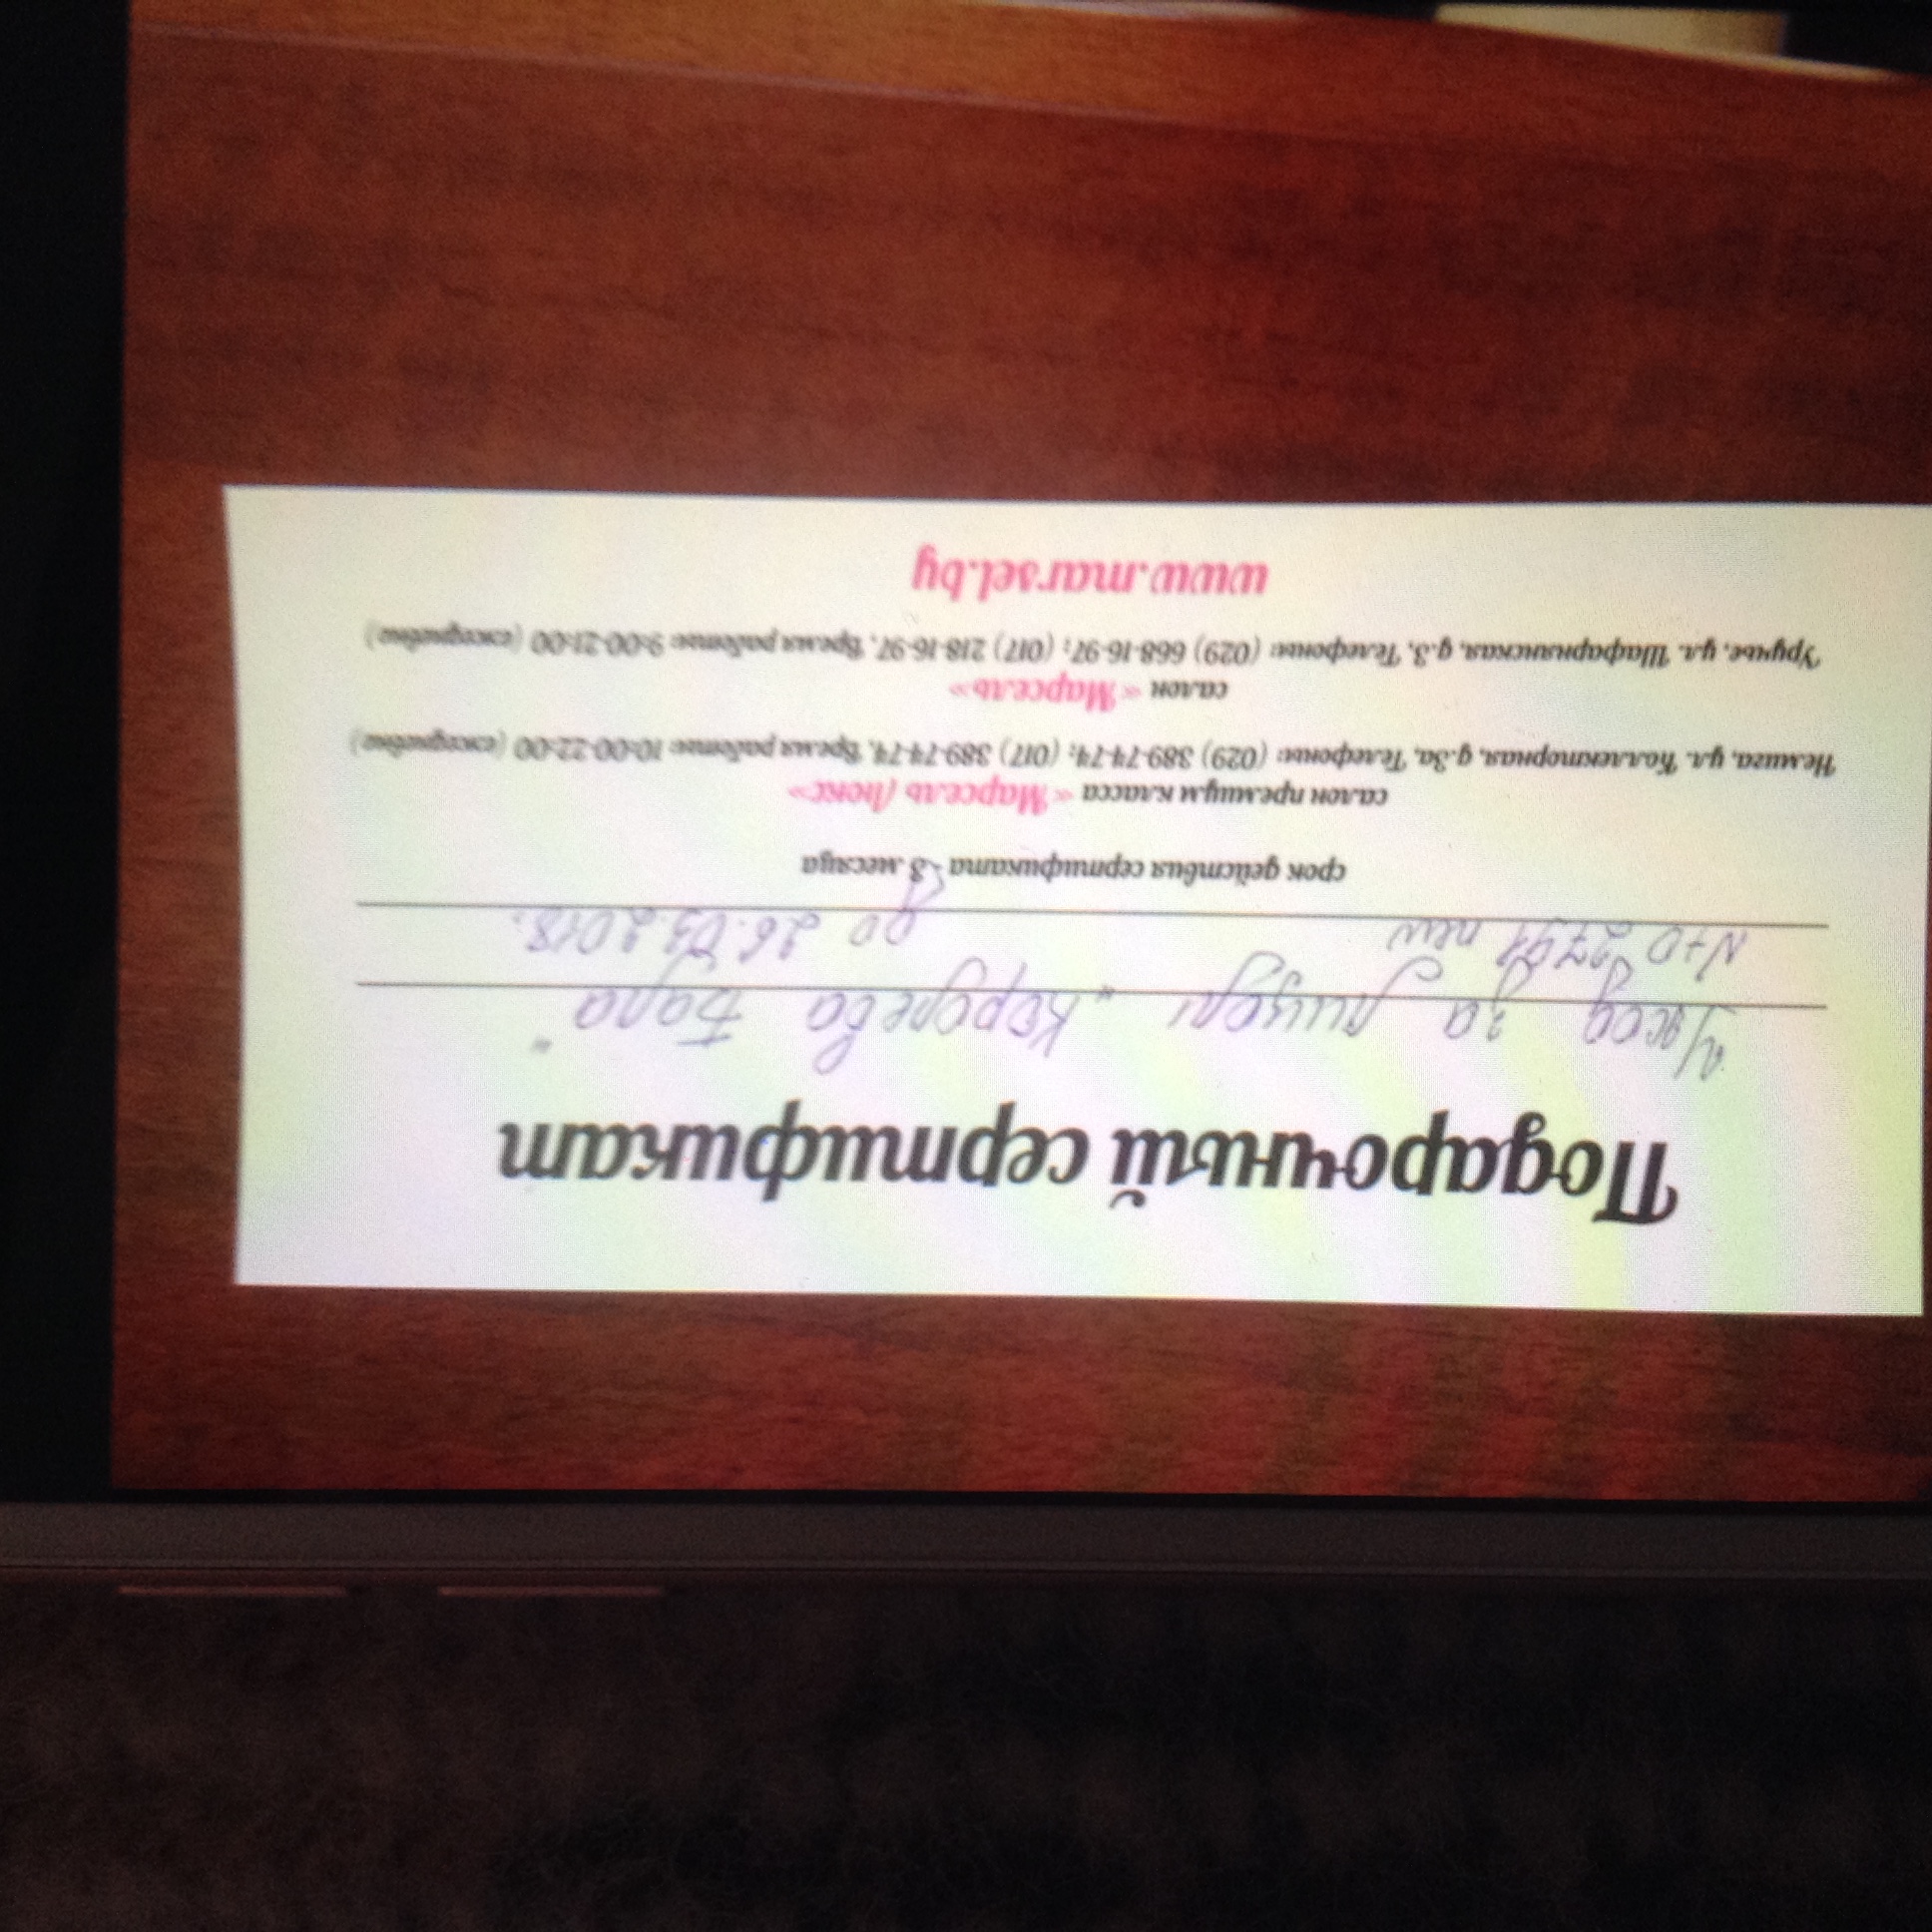 Подарочный сертификат
Уход за лицом "Королева Бала"
N+D 2791 new до 26.03.2018.
срок действия сертификата -3 месяца
салон премиум класса «Марсель Люкс»
Немига, ул. Коллекторная, д.3а, Телефоны: (029) 389-74-74; (017) 389-74-74, Время работы: 10:00-22:00 (ежедневно)
салон «Марсель»
Уручье, ул. Шафарнянская, д.3, Телефоны: (029) 668-16-97; (017) 218-16-97, Время работы: 9:00-21:00 (ежедневно)
www.marsel.by